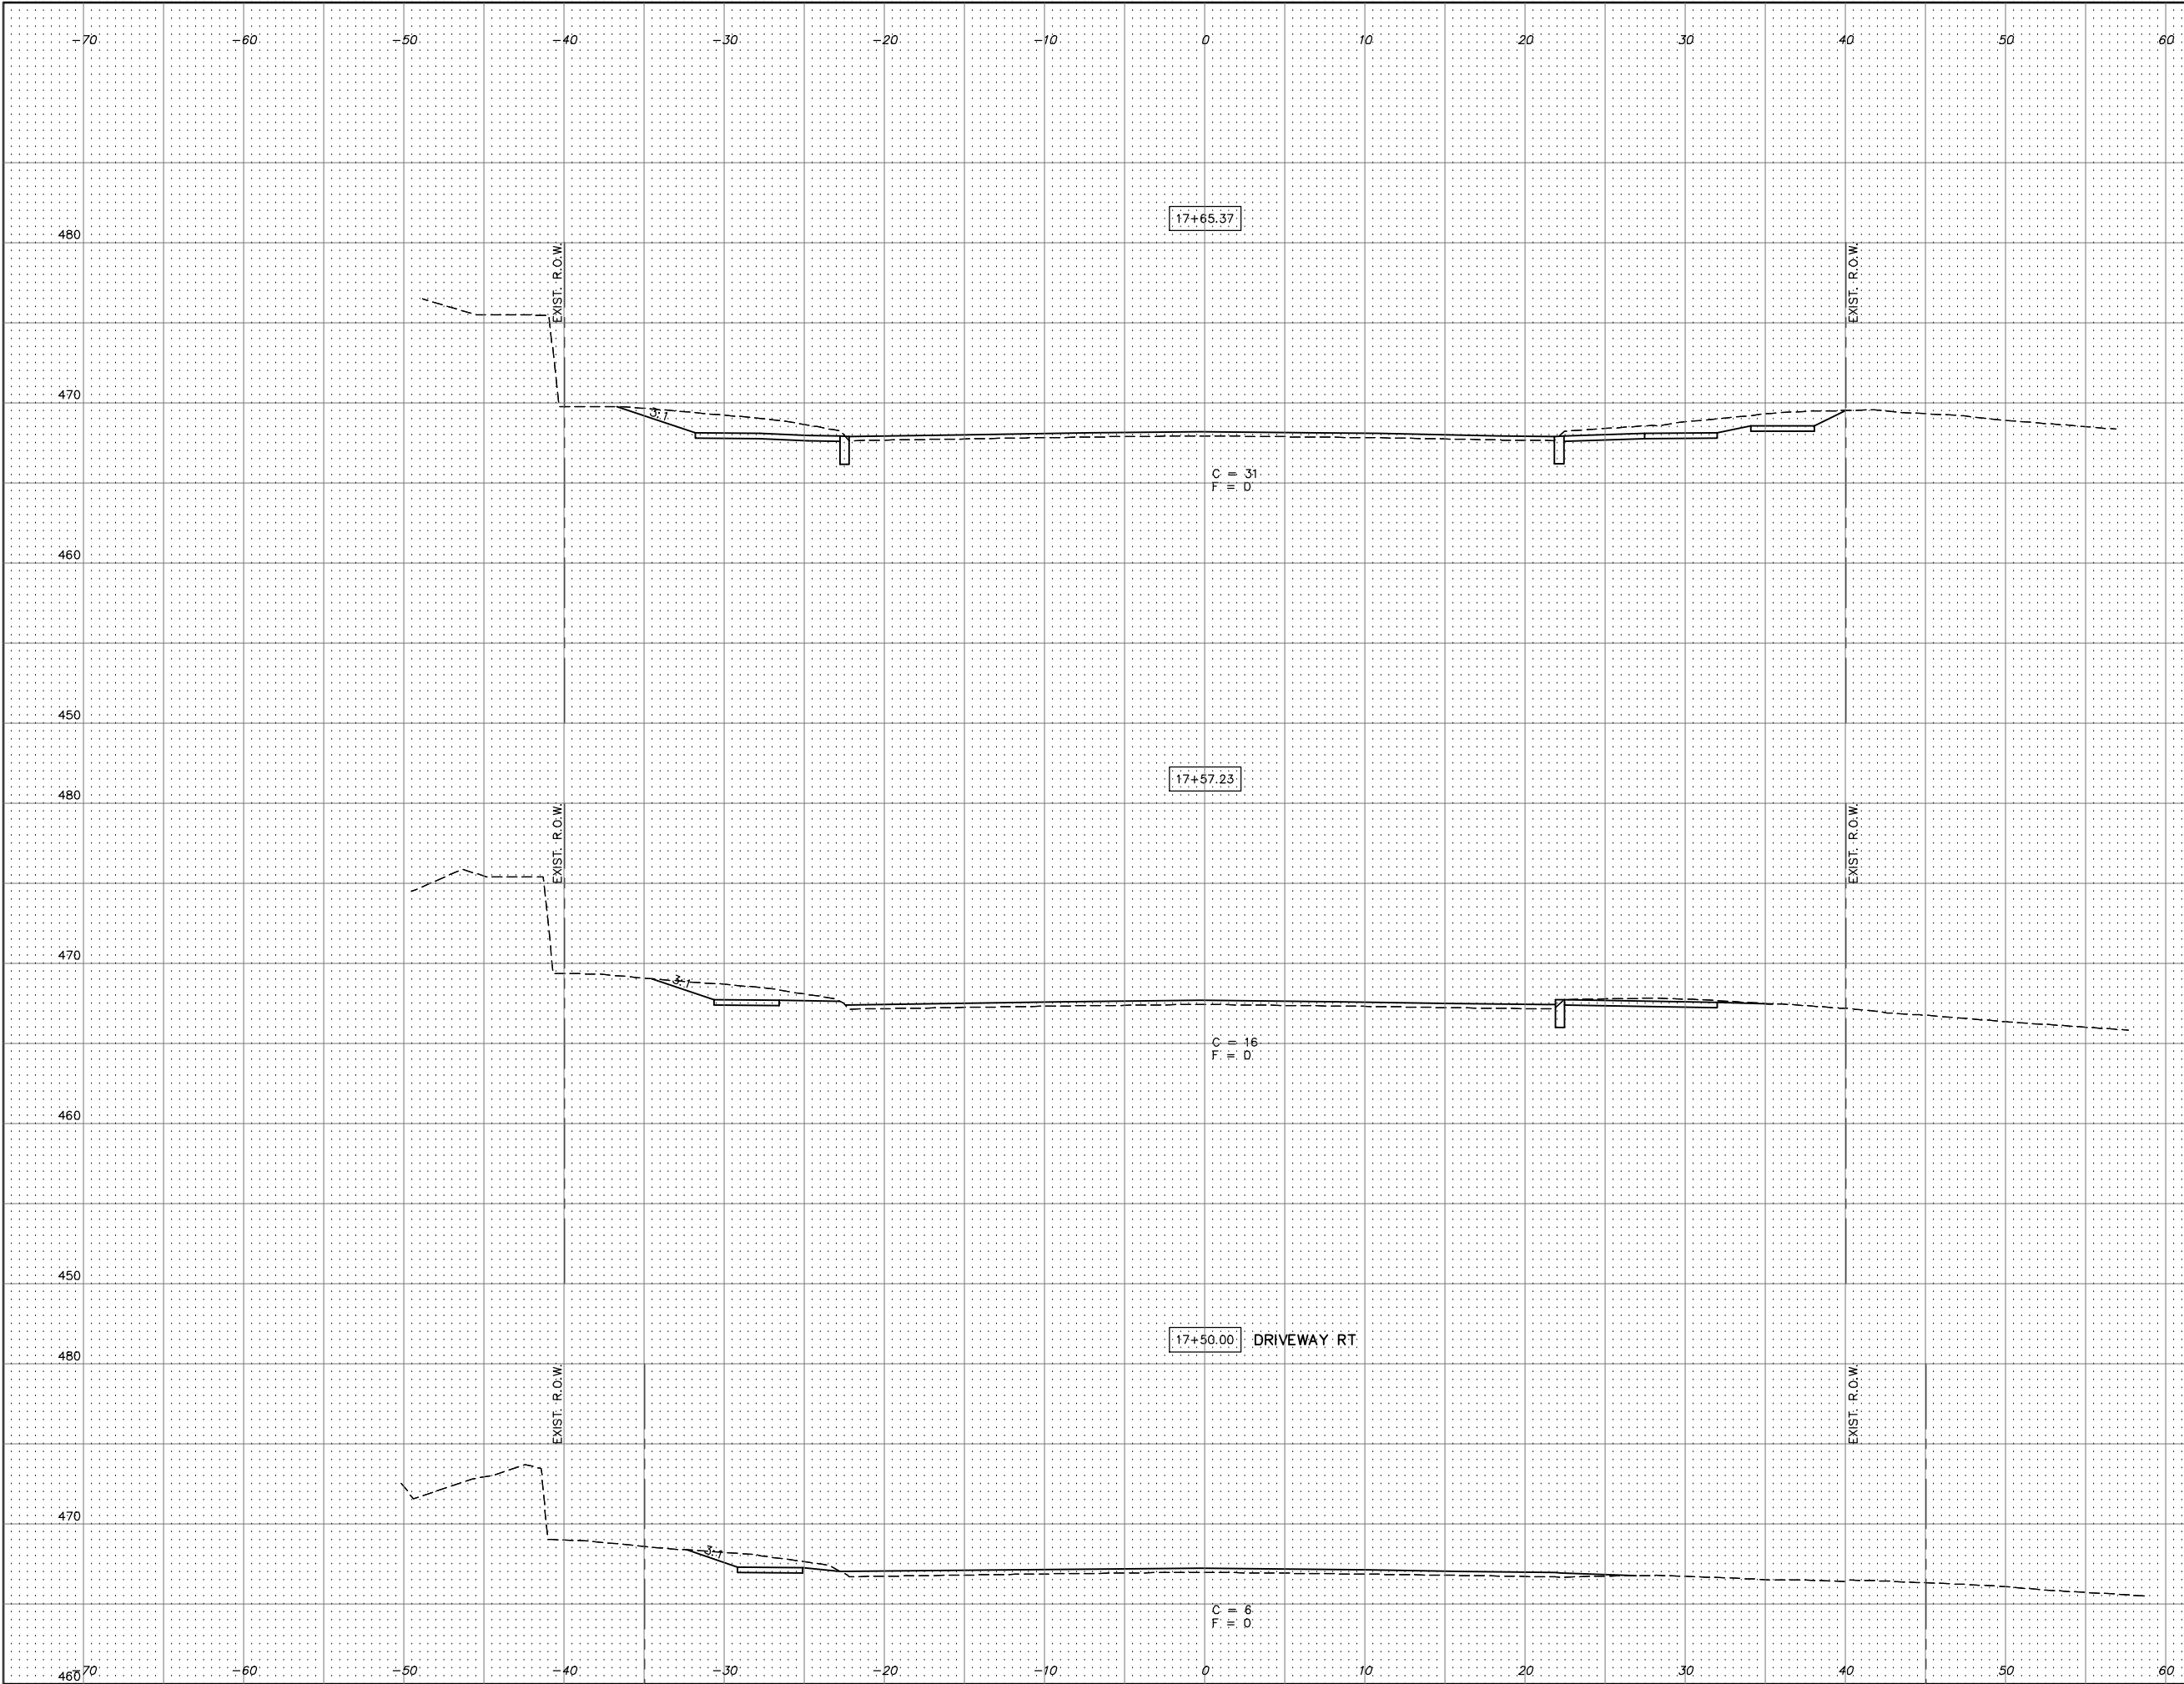 -70 -60 -50 -40 -30 -20 -10 0 10 20 30 40 50 60
17+65.37
480
EXIST. R.O.W.
EXIST. R.O.W.
470
3:1
C = 31
F = 0
460
450
17+57.23
480
EXIST. R.O.W.
EXIST. R.O.W.
470
3:1
C = 16
F = 0
460
450
17+50.00 DRIVEWAY RT
480
EXIST. R.O.W.
EXIST. R.O.W.
470
3:1
C = 6
F = 0
460
-70 -60 -50 -40 -30 -20 -10 0 10 20 30 40 50 60